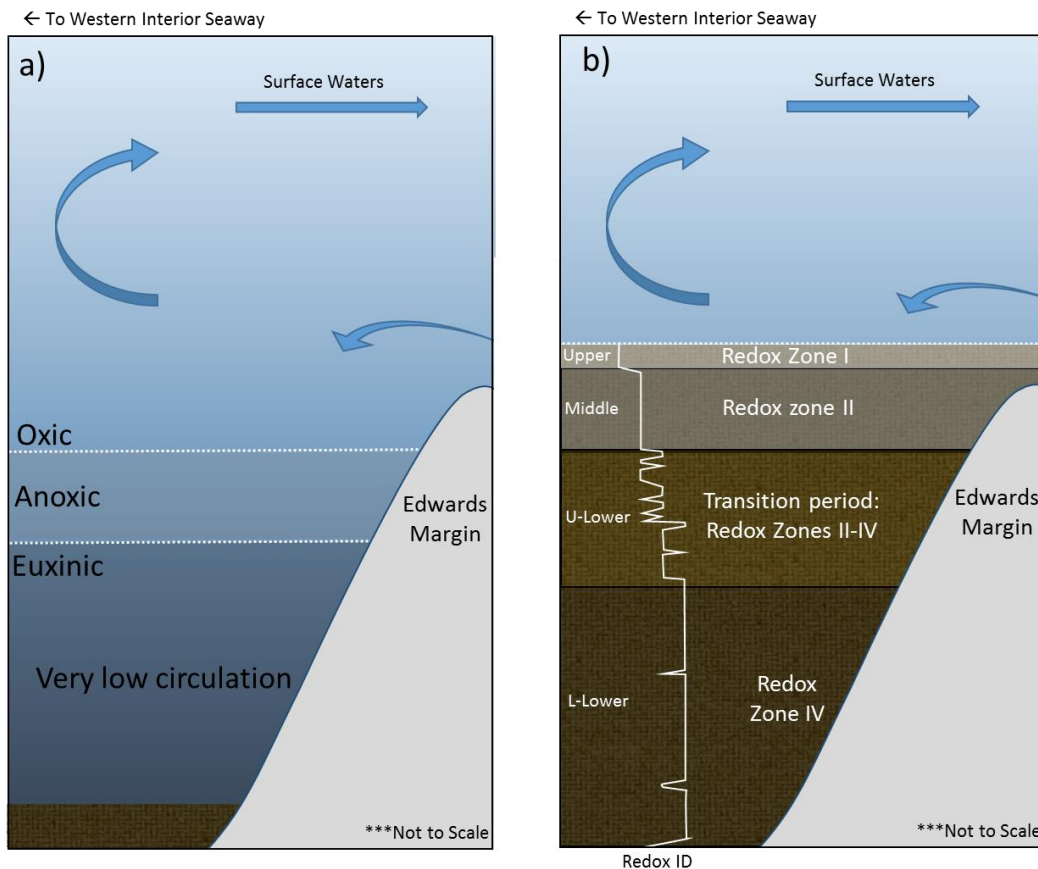 ← To Western Interior Seaway
a)
Surface Waters
Oxic
Anoxic
Euxinic
Very low circulation
Edwards
Margin
***Not to Scale
← To Western Interior Seaway
b)
Surface Waters
Upper
Redox Zone I
Middle
Redox zone II
U-Lower
Transition period:
Redox Zones II-IV
Edwards
Margin
L-Lower
Redox
Zone IV
***Not to Scale
Redox ID